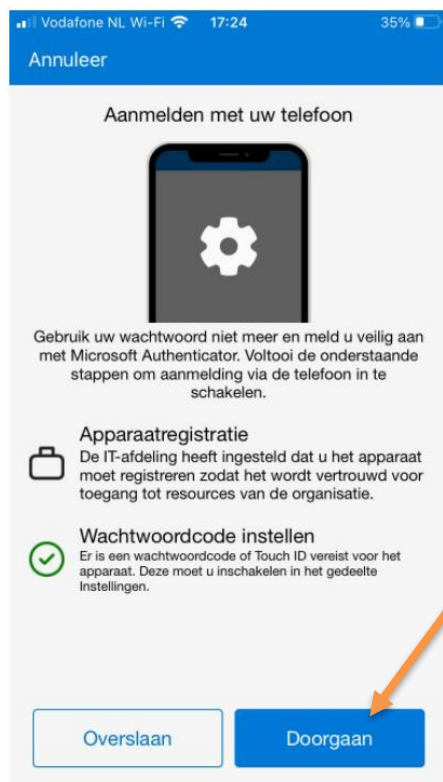 Vodafone NL Wi-Fi 17:24 35%
Annuleer
Aanmelden met uw telefoon
Gebruik uw wachtwoord niet meer en meld u veilig aan
met Microsoft Authenticator. Voltooi de onderstaande
stappen om aanmelding via de telefoon in te
schakelen.
Apparaatregistratie
De IT-afdeling heeft ingesteld dat u het apparaat
moet registreren zodat het wordt vertrouwd voor
toegang tot resources van de organisatie.
Wachtwoordcode instellen
Er is een wachtwoordcode of Touch ID vereist voor het
apparaat. Deze moet u inschakelen in het gedeelte
Instellingen.
Overslaan
Doorgaan